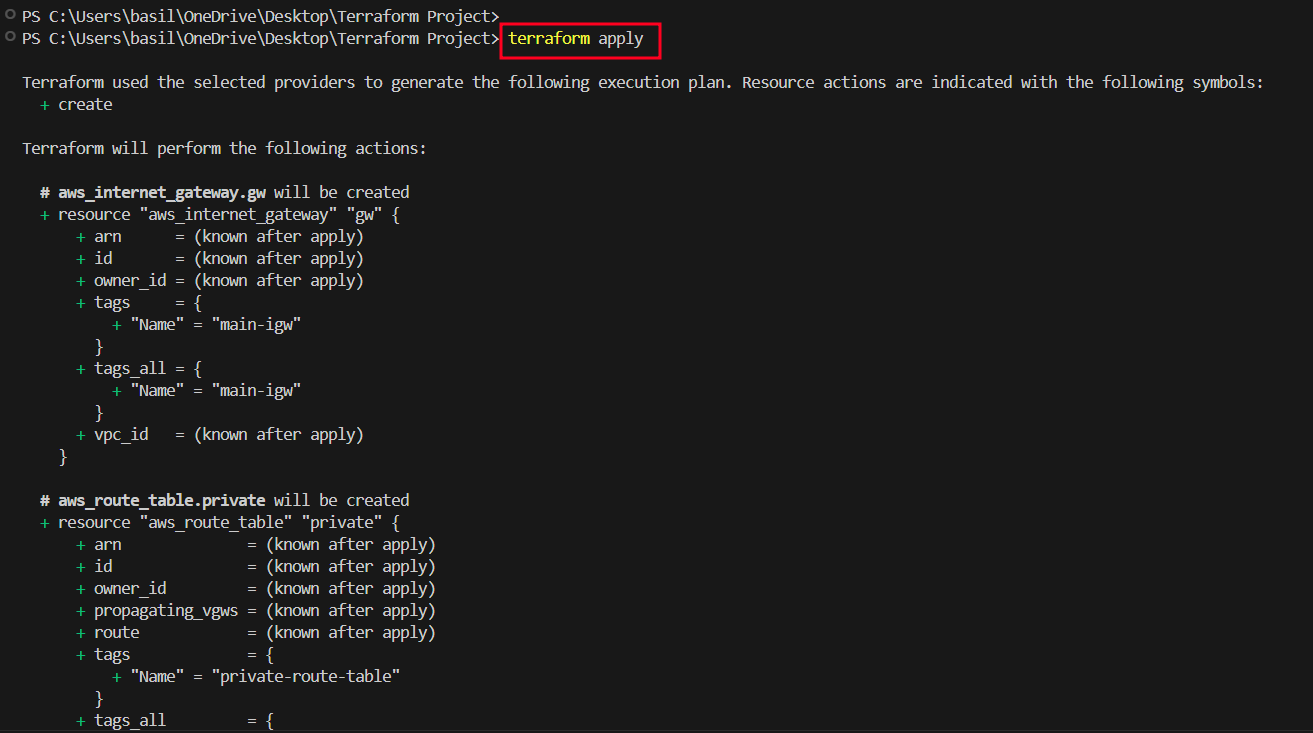 PS C:\Users\basil\OneDrive\Desktop\Terraform Project>
PS C:\Users\basil\OneDrive\Desktop\Terraform Project> terraform apply
Terraform used the selected providers to generate the following execution plan. Resource actions are indicated with the following symbols:
+ create
Terraform will perform the following actions:
# aws_internet_gateway.gw will be created
+ resource "aws_internet_gateway" "gw" {
+ arn = (known after apply)
+ id = (known after apply)
+ owner_id = (known after apply)
+ tags = {
+ "Name" = "main-igw"
}
+ tags_all = {
+ "Name" = "main-igw"
}
+ vpc_id = (known after apply)
}
# aws_route_table.private will be created
+ resource "aws_route_table" "private" {
+ arn = (known after apply)
+ id = (known after apply)
+ owner_id = (known after apply)
+ propagating_vgws = (known after apply)
+ route = (known after apply)
+ tags = {
+ "Name" = "private-route-table"
}
+ tags_all = {